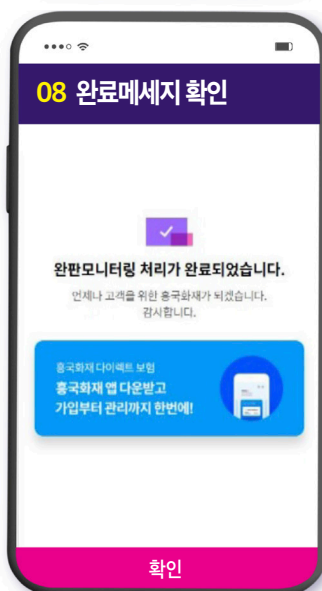 08 완료메세지 확인
완판모니터링 처리가 완료되었습니다.
언제나 고객을 위한 흥국화재가 되겠습니다.
감사합니다.
흥국화재 다이렉트 보험
흥국화재 앱 다운받고
가입부터 관리까지 한번에!
확인